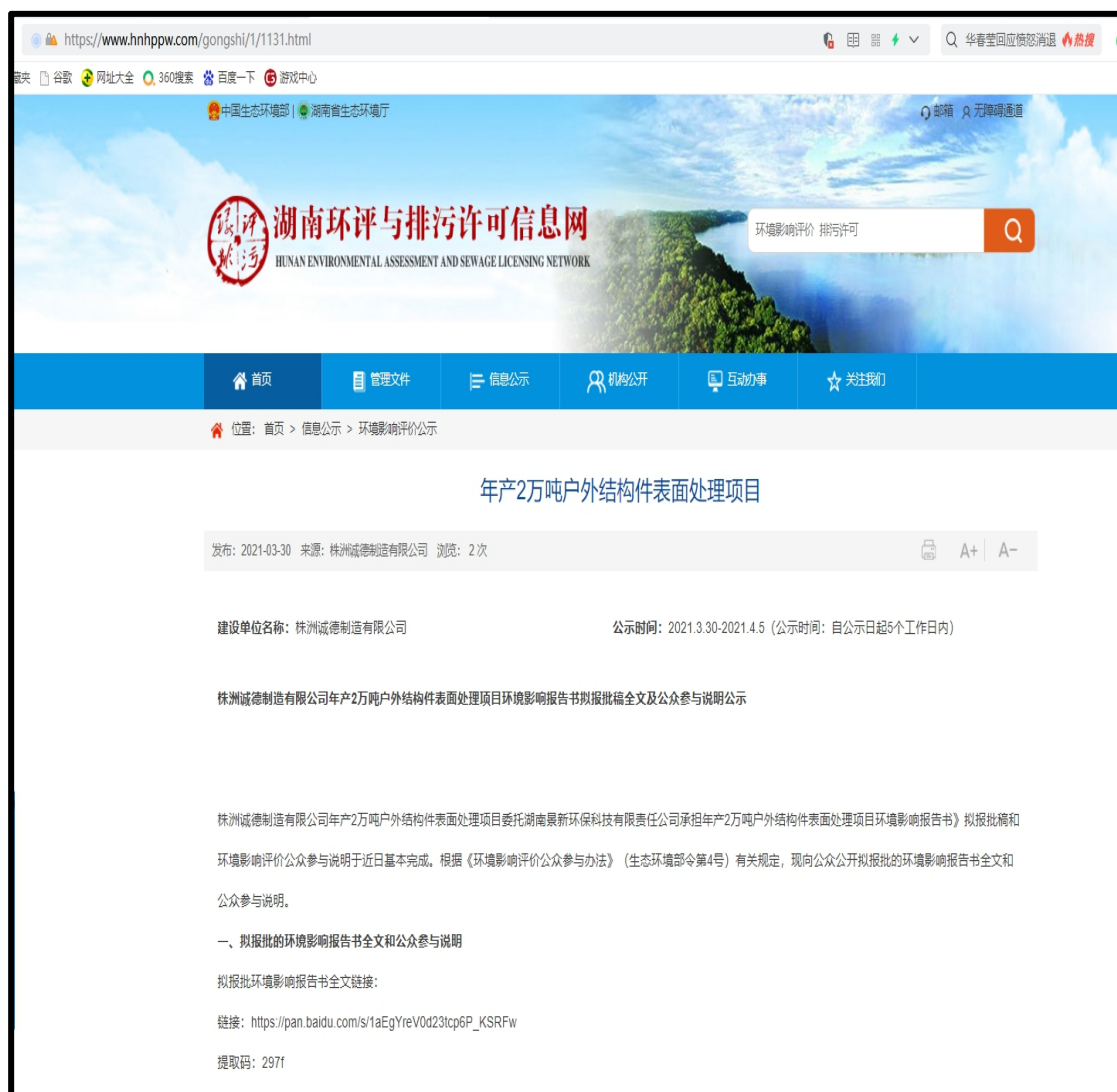 https://www.hnhppw.com/gongshi/1/1131.html
华春莹回应愤怒消退 热搜
藏夹 谷歌 网址大全 360搜索 百度一下 游戏中心
中国生态环境部 | 湖南省生态环境厅
邮箱 无障碍通道
环评
排污
湖南环评与排污许可信息网
HUNAN ENVIRONMENTAL ASSESSMENT AND SEWAGE LICENSING NETWORK
环境影响评价 排污许可
首页 管理文件 信息公示 机构公开 互动办事 关注我们
位置： 首页 > 信息公示 > 环境影响评价公示
年产2万吨户外结构件表面处理项目
发布：2021-03-30 来源：株洲诚德制造有限公司 浏览： 2 次
A+ A-
建设单位名称：株洲诚德制造有限公司
公示时间：2021.3.30-2021.4.5（公示时间：自公示日起5个工作日内）
株洲诚德制造有限公司年产2万吨户外结构件表面处理项目环境影响报告书拟报批稿全文及公众参与说明公示
株洲诚德制造有限公司年产2万吨户外结构件表面处理项目委托湖南景新环保科技有限责任公司承担年产2万吨户外结构件表面处理项目环境影响报告书》拟报批稿和
环境影响评价公众参与说明于近日基本完成。根据《环境影响评价公众参与办法》（生态环境部令第4号）有关规定，现向公众公开拟报批的环境影响报告书全文和
公众参与说明。
一、拟报批的环境影响报告书全文和公众参与说明
拟报批环境影响报告书全文链接：
链接：https://pan.baidu.com/s/1aEgYreV0d23tcp6P_KSRFw
提取码：297f